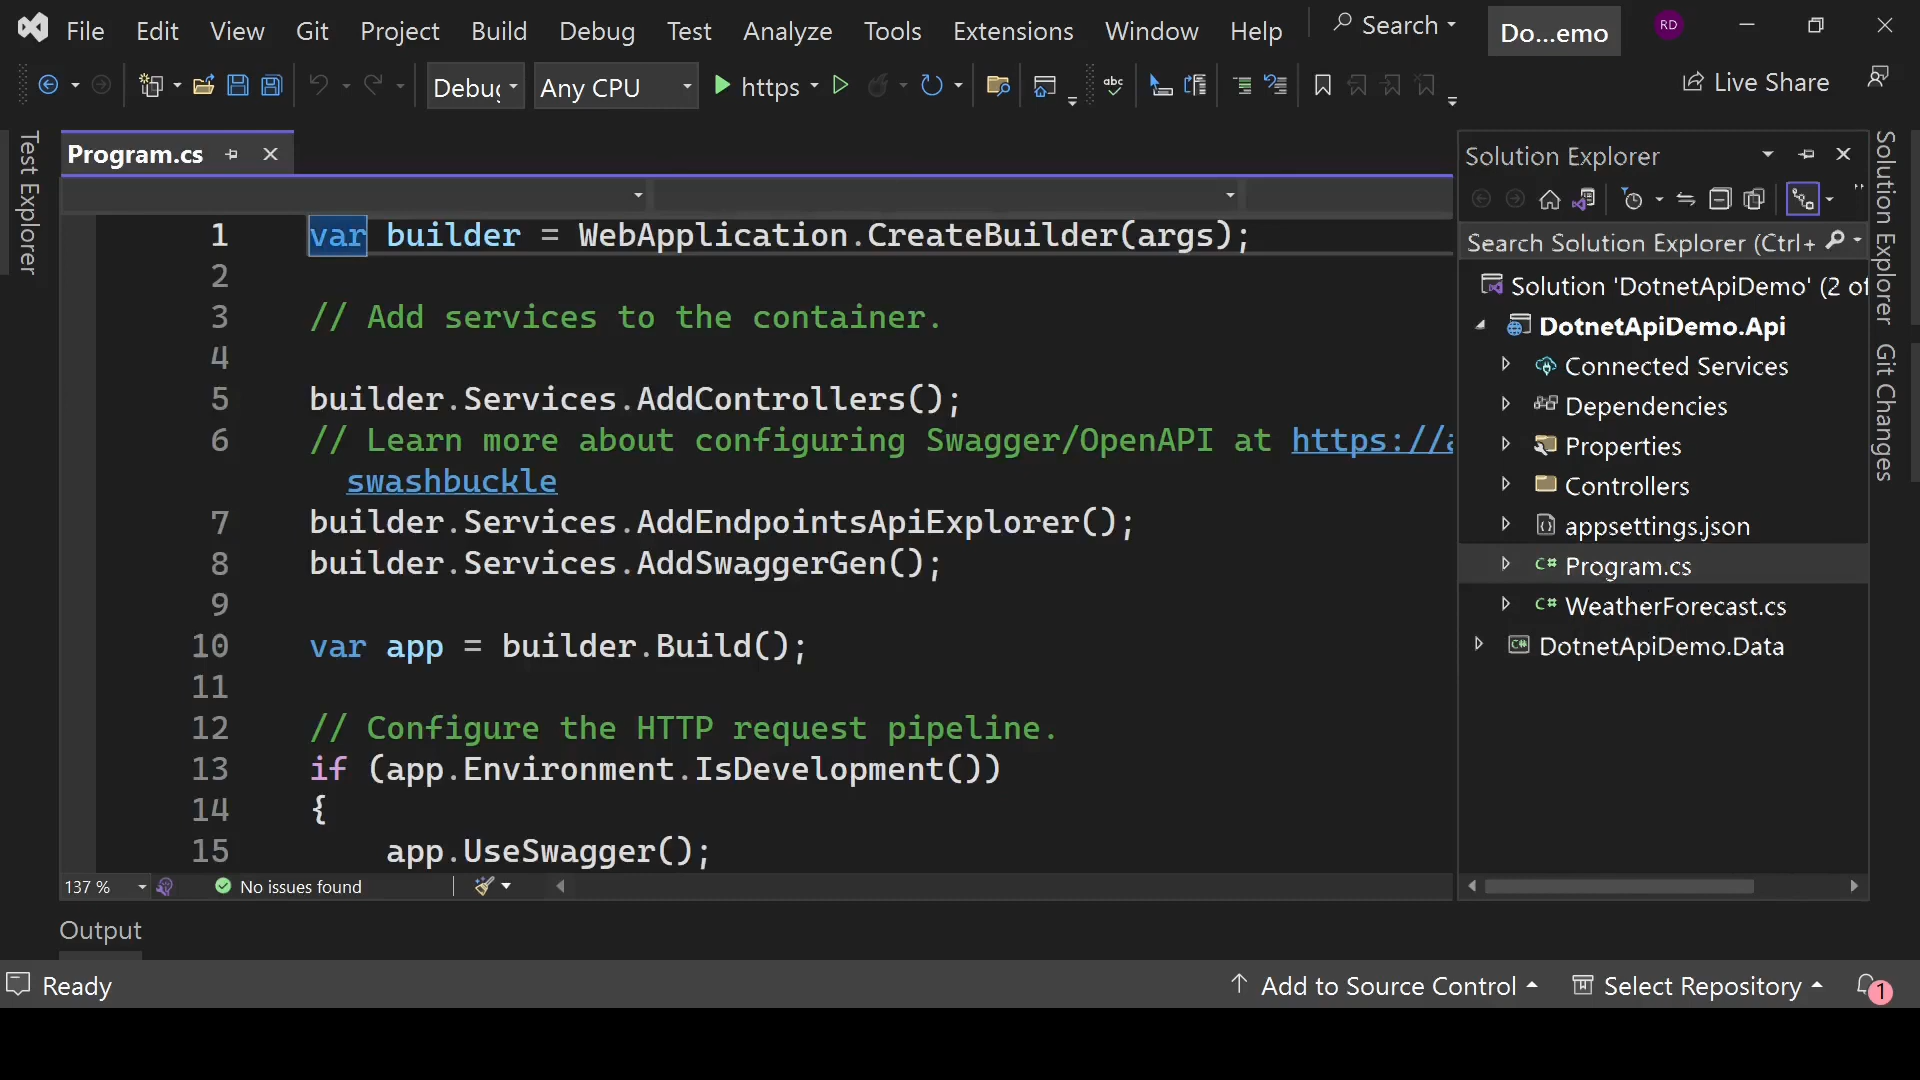 File Edit View Git Project Build Debug Test Analyze Tools Extensions Window Help Search Do...emo RD
Any CPU https abc Live Share
Test Explorer
Program.cs
1 var builder = WebApplication.CreateBuilder(args);
2
3 // Add services to the container.
4
5 builder.Services.AddControllers();
6 // Learn more about configuring Swagger/OpenAPI at https://
swashbuckle
7 builder.Services.AddEndpointsApiExplorer();
8 builder.Services.AddSwaggerGen();
9
10 var app = builder.Build();
11
12 // Configure the HTTP request pipeline.
13 if (app.Environment.IsDevelopment())
14 {
15 app.UseSwagger();
137 % No issues found
Solution Explorer
Search Solution Explorer (Ctrl+
Solution 'DotnetApiDemo' (2 of
DotnetApiDemo.Api
Connected Services
Dependencies
Properties
Controllers
appsettings.json
C# Program.cs
C# WeatherForecast.cs
C# DotnetApiDemo.Data
Solution Explorer
Git Changes
Output
Ready Add to Source Control Select Repository 1